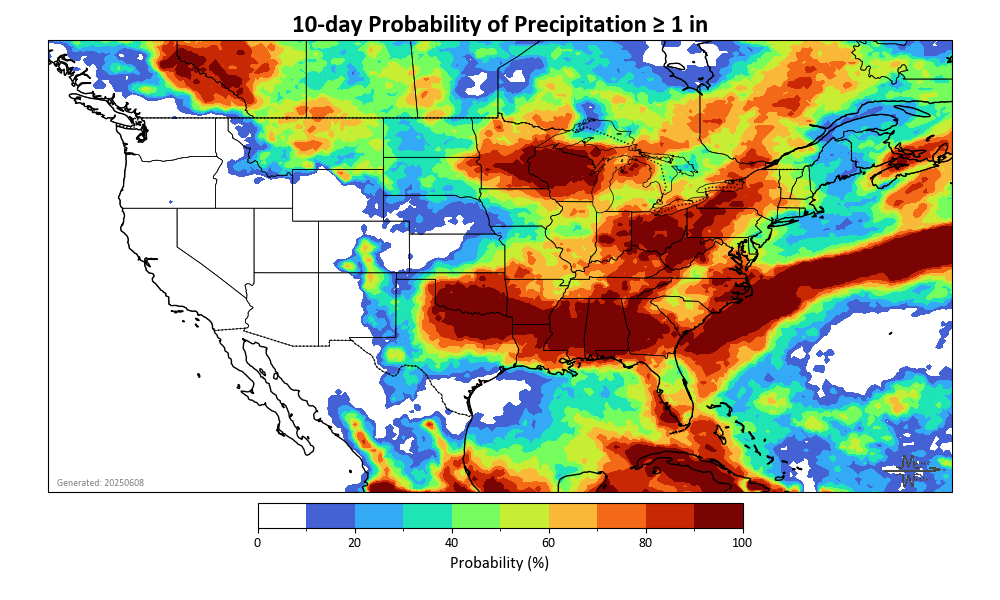 10-day Probability of Precipitation ≥ 1 in
Generated: 20250608
0 20 40 60 80 100
Probability (%)